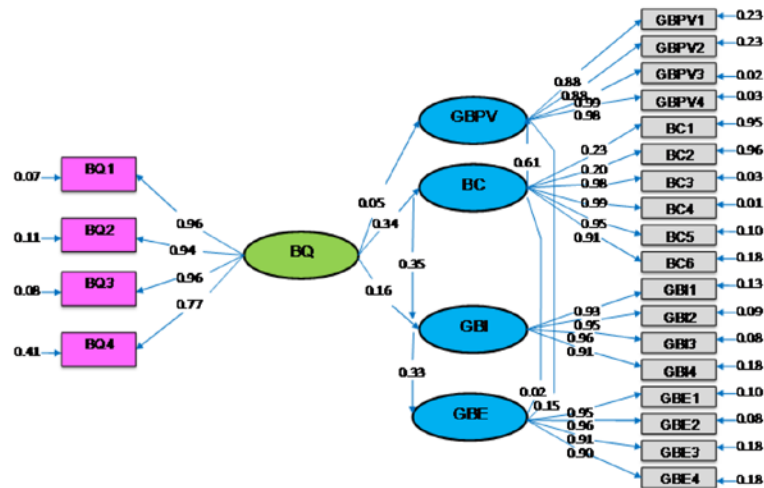 GBPV1 0.23
GBPV2 0.23
GBPV3 0.02
GBPV4 0.03
BC1 0.95
BC2 0.96
BC3 0.03
BC4 0.01
BC5 0.10
BC6 0.18
GBI1 0.13
GBI2 0.09
GBI3 0.08
GBI4 0.18
GBE1 0.10
GBE2 0.08
GBE3 0.18
GBE4 0.18
0.88
0.88
0.99
0.98
GBPV
0.61
0.23
0.20
0.98
0.99
0.95
0.91
BC
0.07 BQ1
0.11 BQ2
0.08 BQ3
0.41 BQ4
0.96
0.94
0.96
0.77
BQ
0.05
0.34
0.16
0.35
0.93
0.95
0.96
0.91
GBI
0.33
0.02
0.15
GBE
0.95
0.96
0.91
0.90